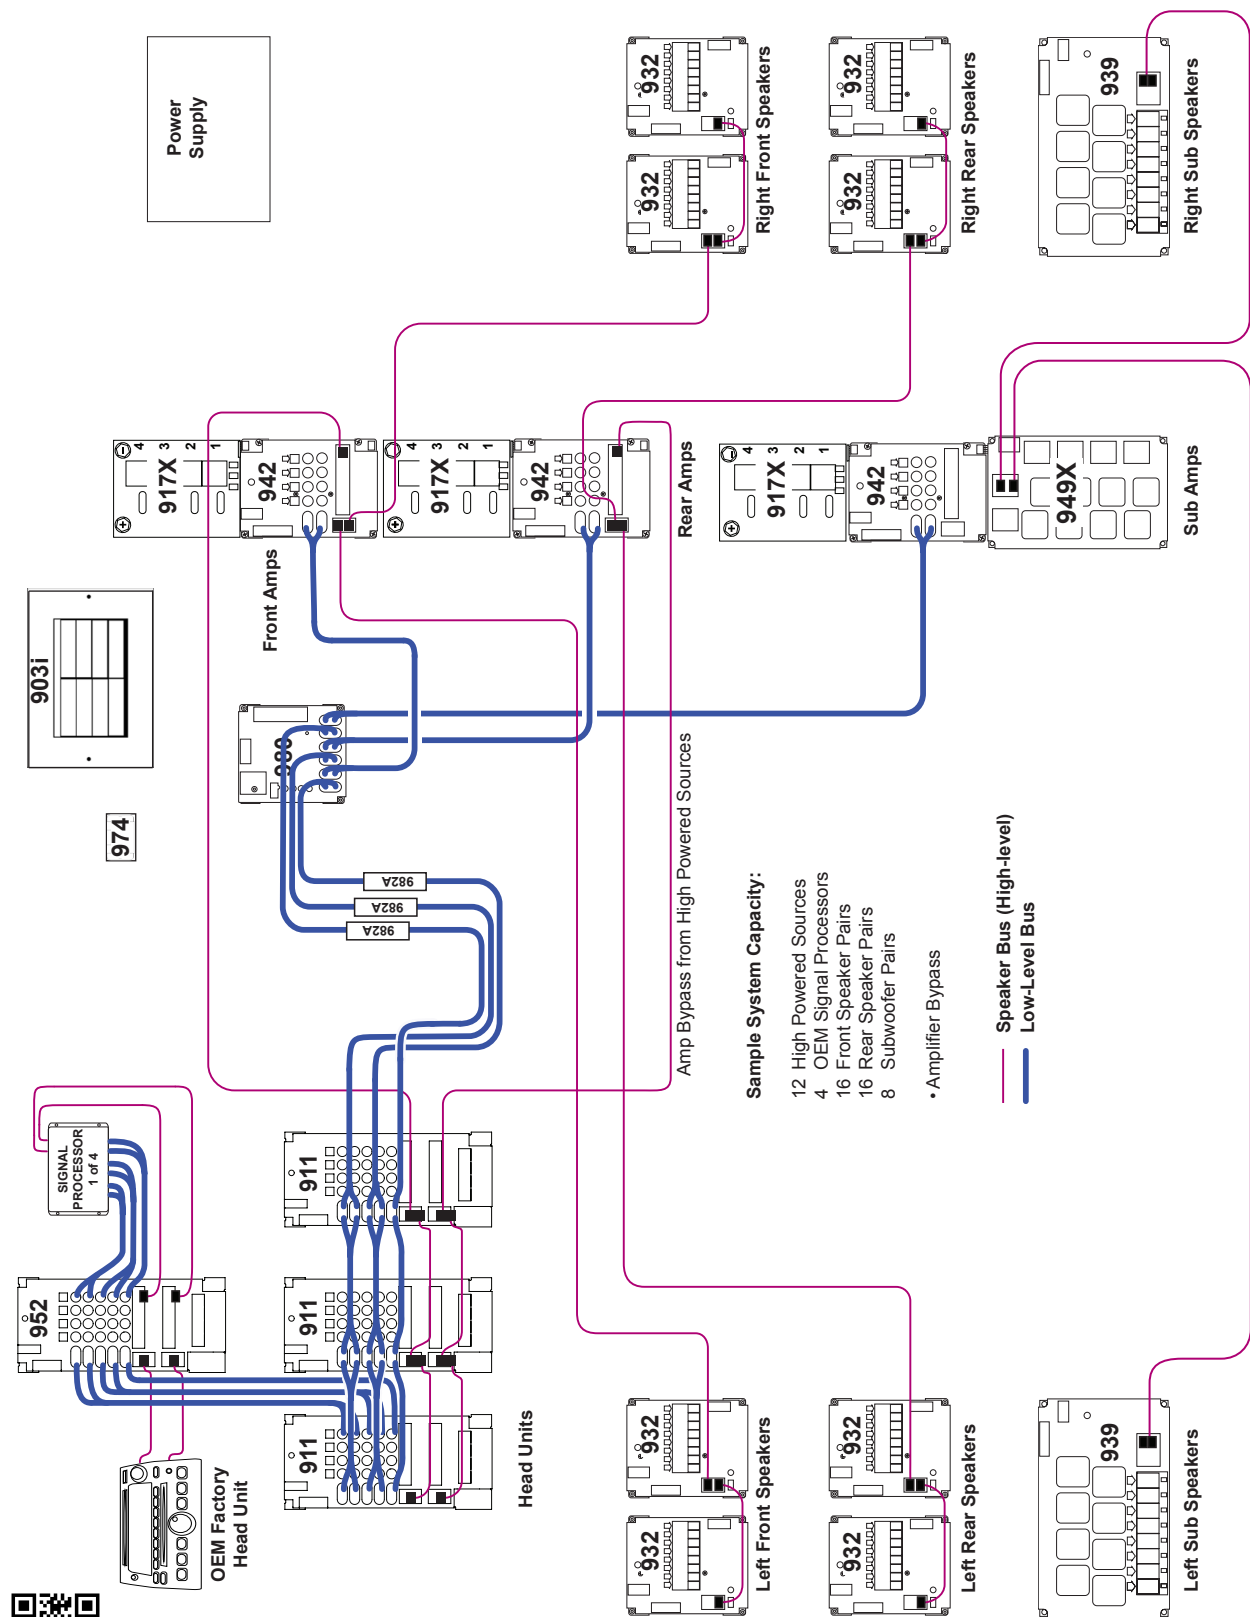 OEM Factory
Head Unit
952
SIGNAL
PROCESSOR
1 of 4
974
903i
Power
Supply
911
911
911
Head Units
982A
982A
982A
980
Front Amps
917X
4
3
2
1
942
917X
4
3
2
1
942
Rear Amps
917X
4
3
2
1
942
949X
Sub Amps
932
932
Right Front Speakers
932
932
Right Rear Speakers
939
Right Sub Speakers
932
932
Left Front Speakers
932
932
Left Rear Speakers
939
Left Sub Speakers
Amp Bypass from High Powered Sources
Sample System Capacity:
12 High Powered Sources
4 OEM Signal Processors
16 Front Speaker Pairs
16 Rear Speaker Pairs
8 Subwoofer Pairs
• Amplifier Bypass
Speaker Bus (High-level)
Low-Level Bus